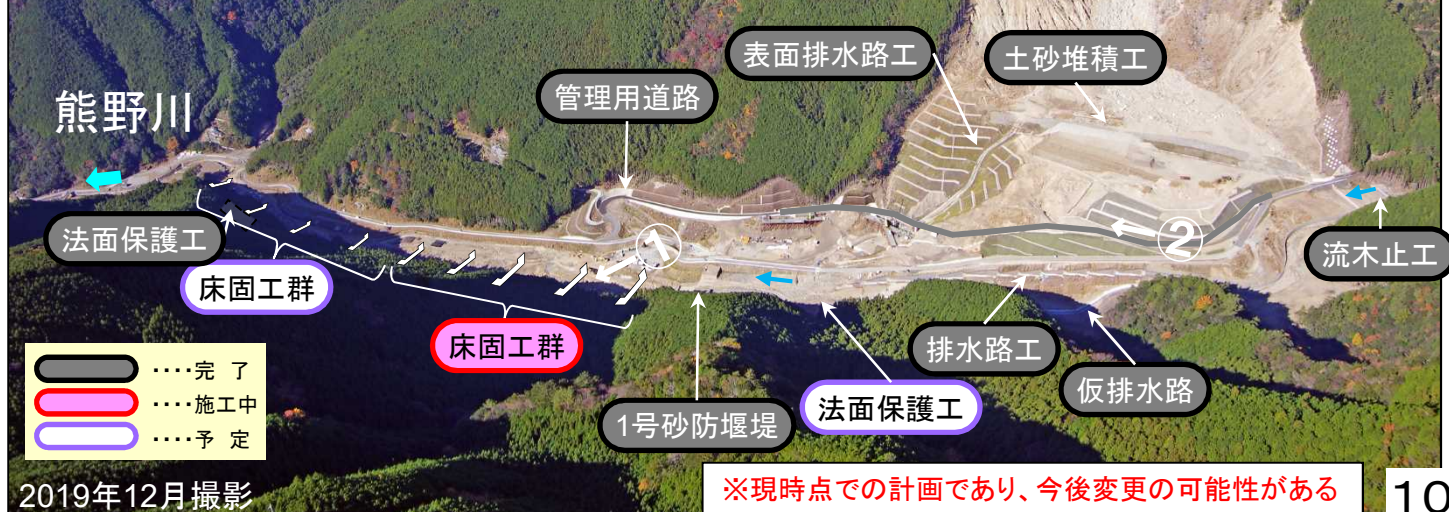 表面排水路工
土砂堆積工
管理用道路
熊野川
法面保護工
床固工群
①
②
流木止工
床固工群
排水路工
仮排水路
1号砂防堰堤
法面保護工
････完 了
････施工中
････予 定
2019年12月撮影
※現時点での計画であり、今後変更の可能性がある
10